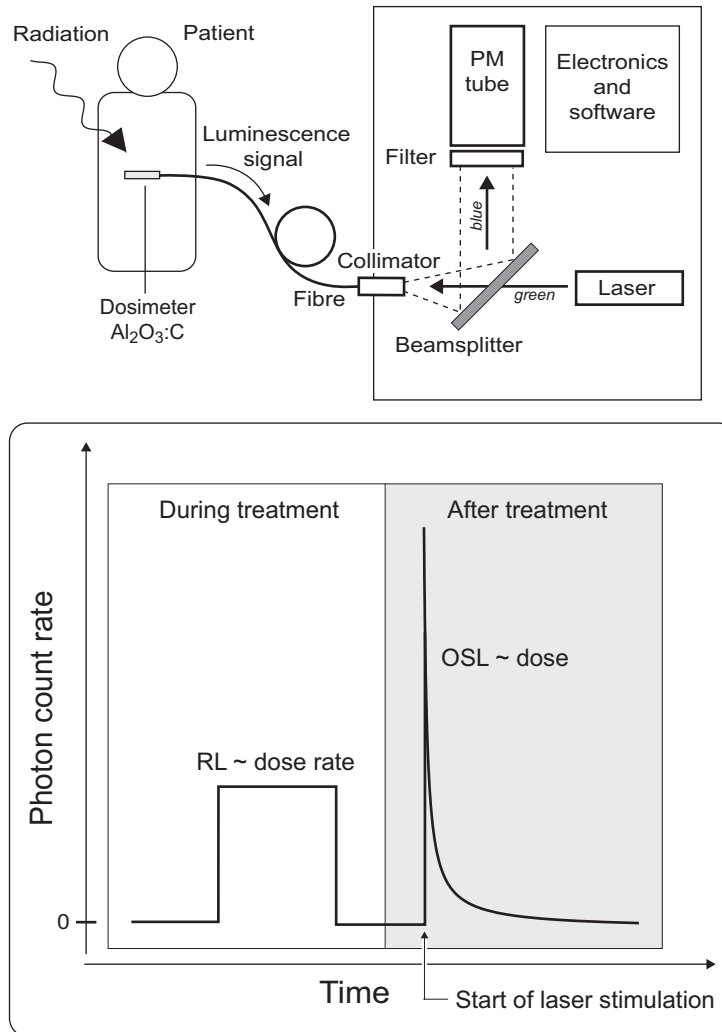 Radiation
Patient
Luminescence
signal
Dosimeter
Al₂O₃:C
Fibre
Collimator
PM
tube
Electronics
and
software
Filter
blue
green
Laser
Beamsplitter
Photon count rate
During treatment
After treatment
OSL ~ dose
RL ~ dose rate
0
Time
Start of laser stimulation